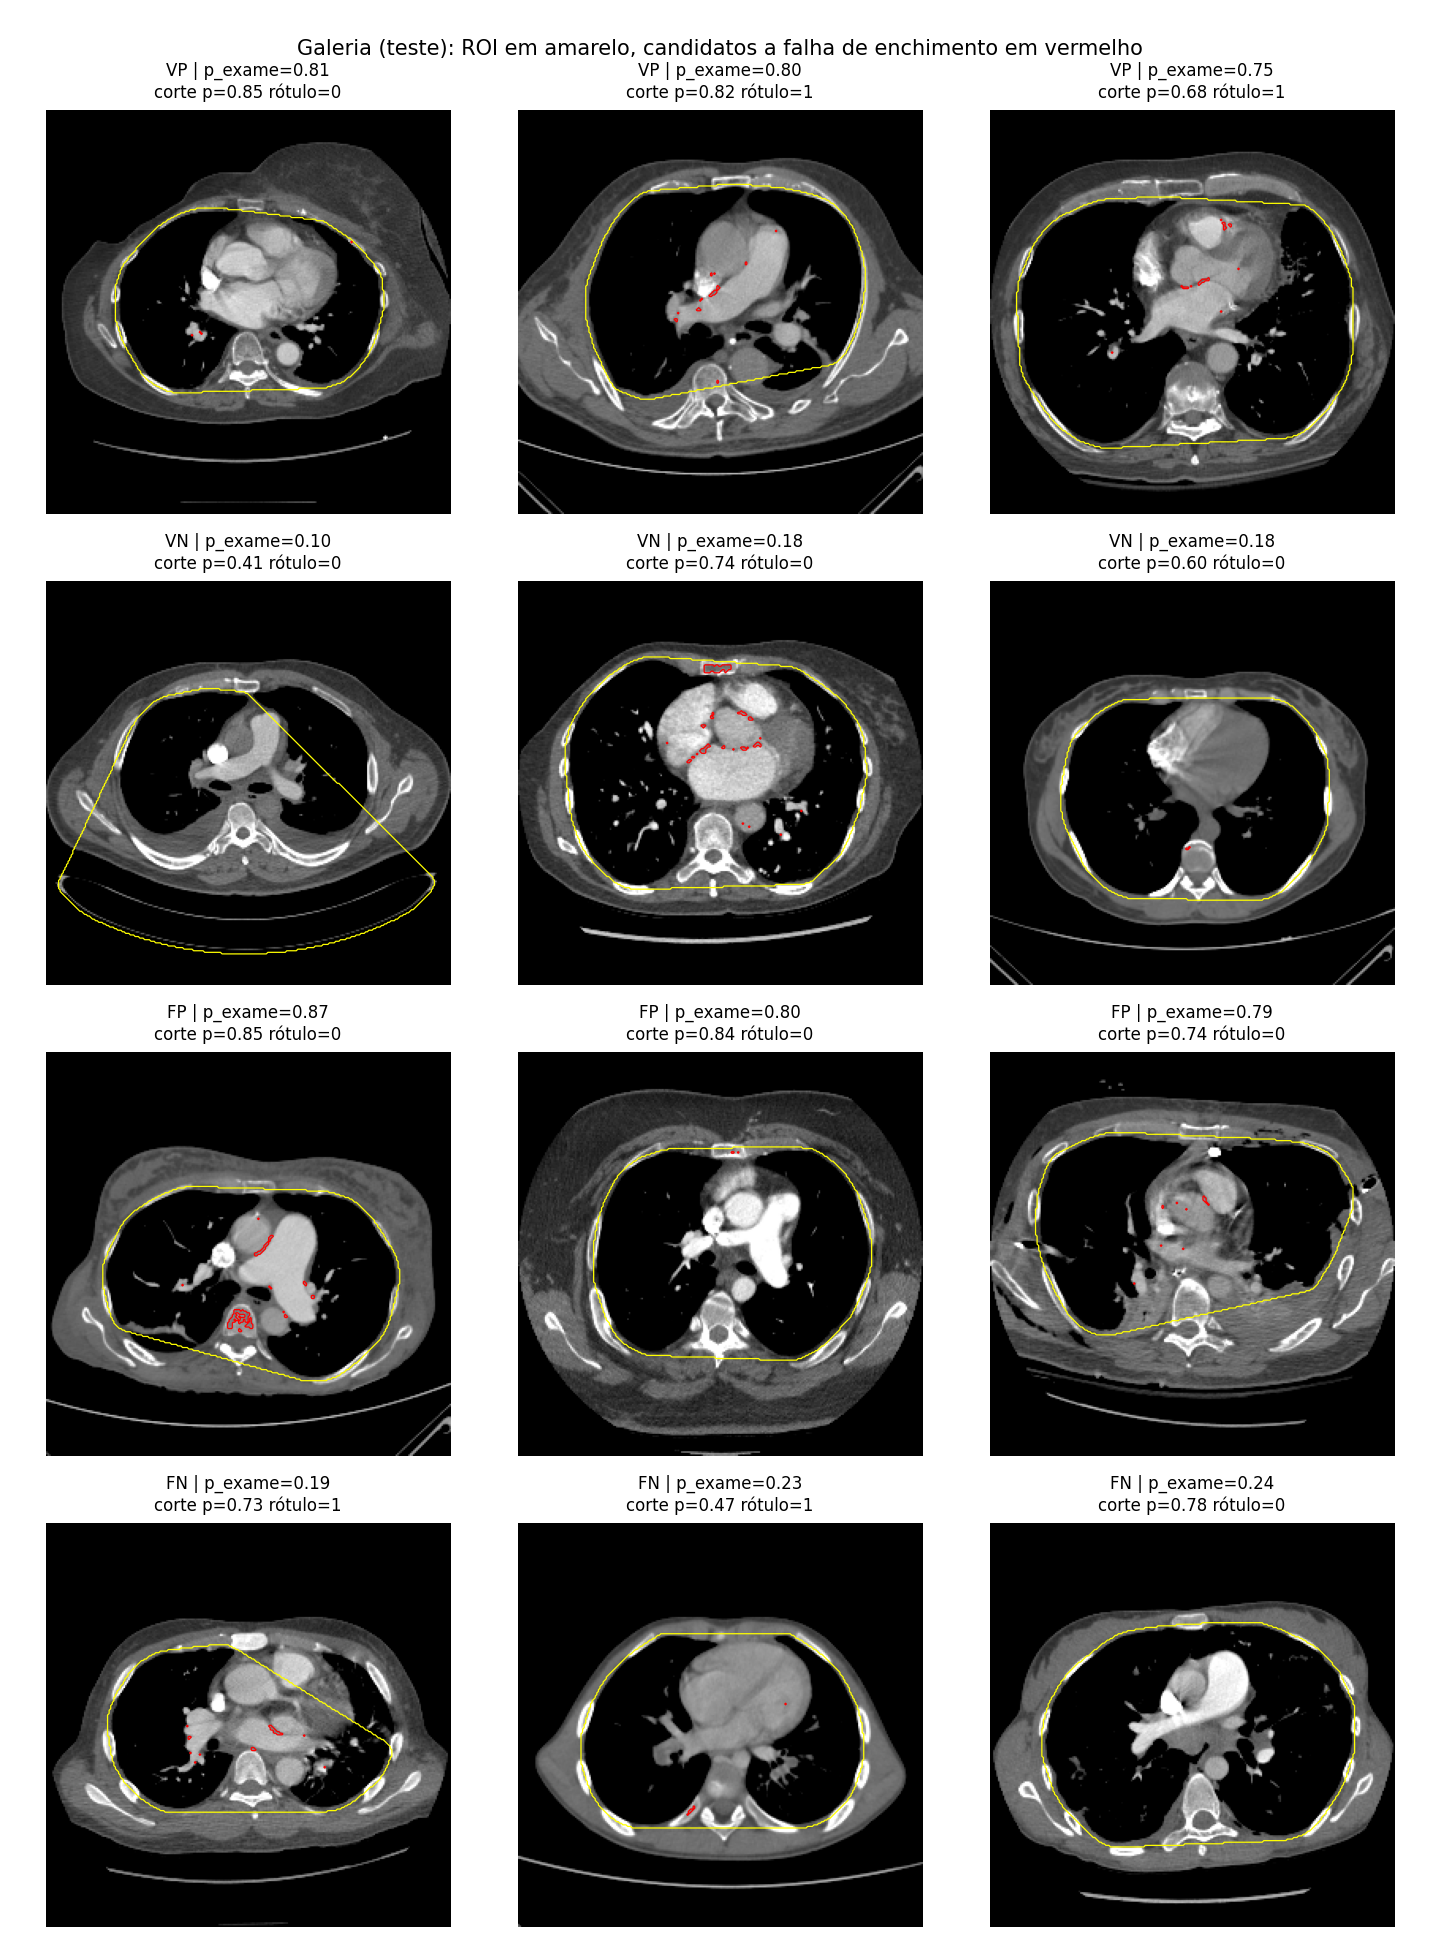 Galeria (teste): ROI em amarelo, candidatos a falha de enchimento em vermelho
VP | p_exame=0.81
corte p=0.85 rótulo=0
VP | p_exame=0.80
corte p=0.82 rótulo=1
VP | p_exame=0.75
corte p=0.68 rótulo=1
VN | p_exame=0.10
corte p=0.41 rótulo=0
VN | p_exame=0.18
corte p=0.74 rótulo=0
VN | p_exame=0.18
corte p=0.60 rótulo=0
FP | p_exame=0.87
corte p=0.85 rótulo=0
FP | p_exame=0.80
corte p=0.84 rótulo=0
FP | p_exame=0.79
corte p=0.74 rótulo=0
FN | p_exame=0.19
corte p=0.73 rótulo=1
FN | p_exame=0.23
corte p=0.47 rótulo=1
FN | p_exame=0.24
corte p=0.78 rótulo=0